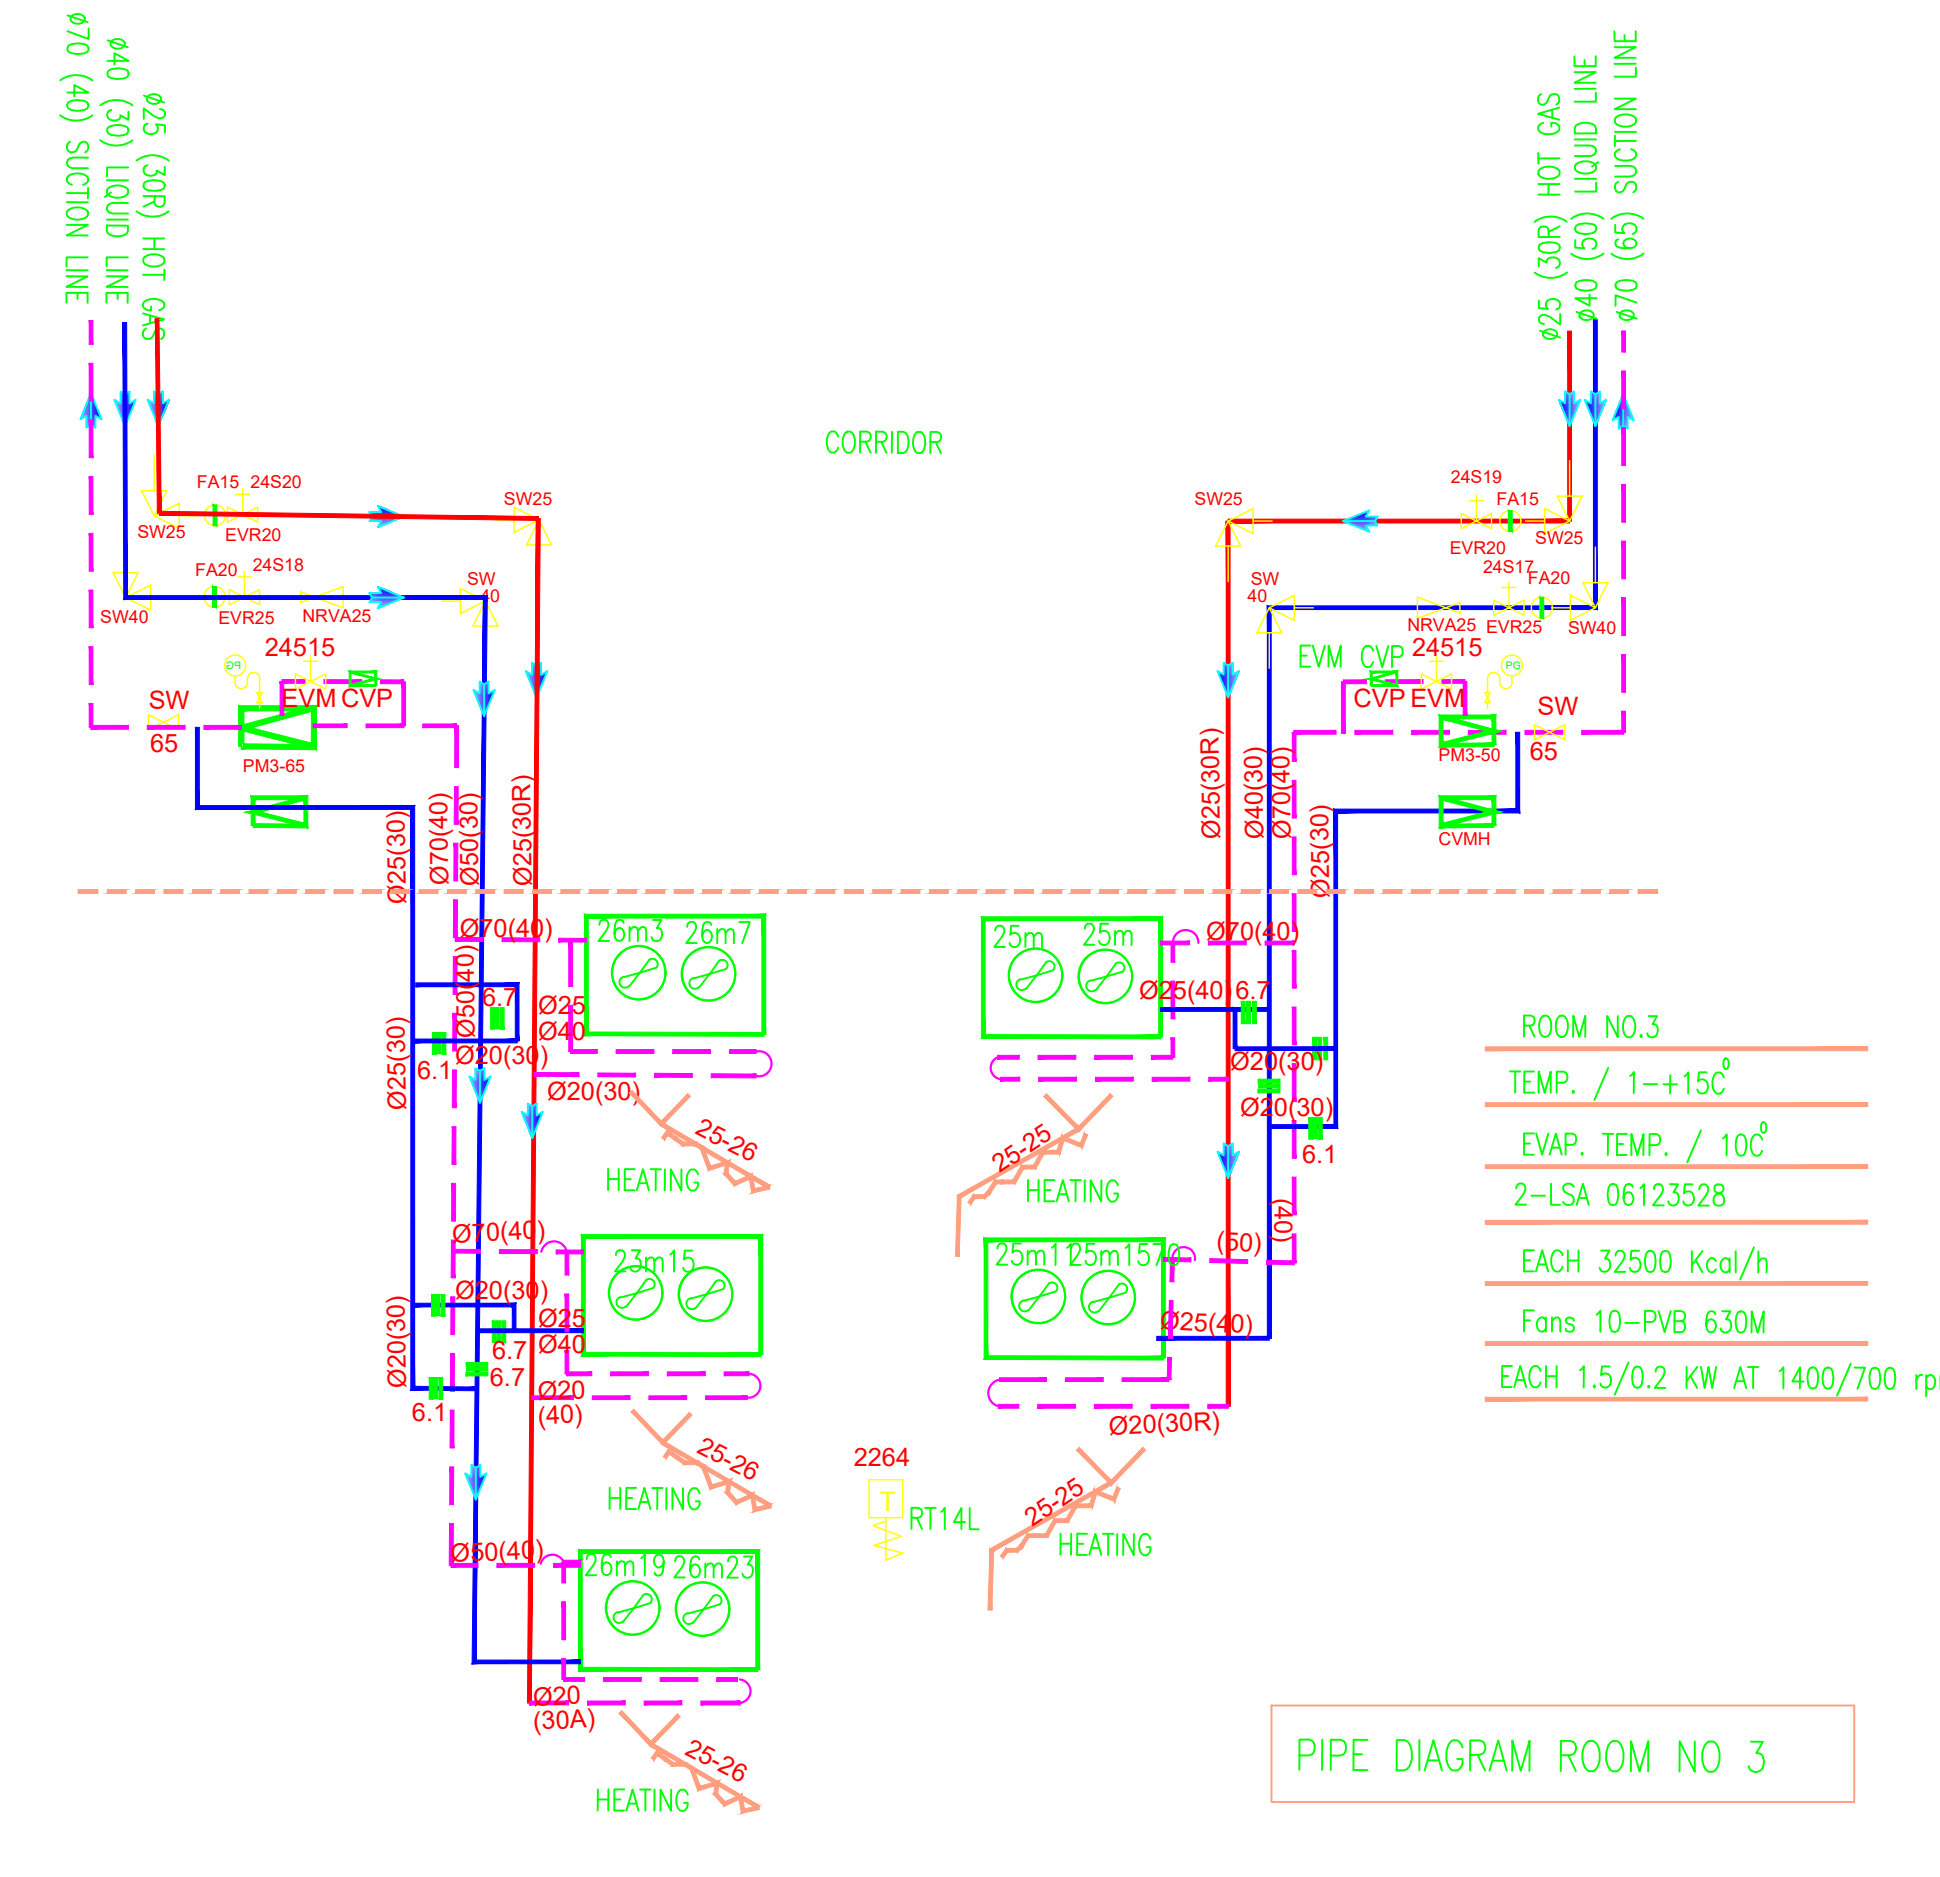 ø70 (40) SUCTION LINE
ø40 (30) LIQUID LINE
ø25 (30R) HOT GAS
ø25 (30R) HOT GAS
ø40 (50) LIQUID LINE
ø70 (65) SUCTION LINE
CORRIDOR
FA15 24S20
SW25
SW25
EVR20
FA20 24S18
SW
40
SW40
EVR25
NRVA25
24515
PG
SW
65
EVM CVP
PM3-65
24S19
FA15
SW25
EVR20
SW25
24S17
FA20
SW
40
NRVA25
EVR25
SW40
EVM CVP
24515
PG
CVP EVM
SW
65
PM3-50
CVMH
Ø25(30)
Ø70(40)
Ø50(30)
Ø25(30R)
Ø25(30R)
Ø40(30)
Ø70(40)
Ø25(30)
Ø70(40)
26m3 26m7
Ø50(40)
6.7
Ø25
Ø40
Ø20(30)
6.1
Ø25(30)
Ø20(30)
25-26
HEATING
25m 25m
Ø70(40)
Ø25(40) 6.7
Ø20(30)
Ø20(30)
6.1
25-25
HEATING
Ø70(40)
23m15
Ø20(30)
Ø25
Ø40
6.7
6.7
Ø20(30)
6.1
Ø20
(40)
25-26
HEATING
(40)
(50)
25m11 25m1570
Ø25(40)
Ø20(30R)
25-25
HEATING
2264
T
RT14L
Ø50(40)
26m19 26m23
Ø20
(30A)
25-26
HEATING
ROOM NO.3
TEMP. / 1-+15C°
EVAP. TEMP. / 10C°
2-LSA 06123528
EACH 32500 Kcal/h
Fans 10-PVB 630M
EACH 1.5/0.2 KW AT 1400/700 rp
PIPE DIAGRAM ROOM NO 3